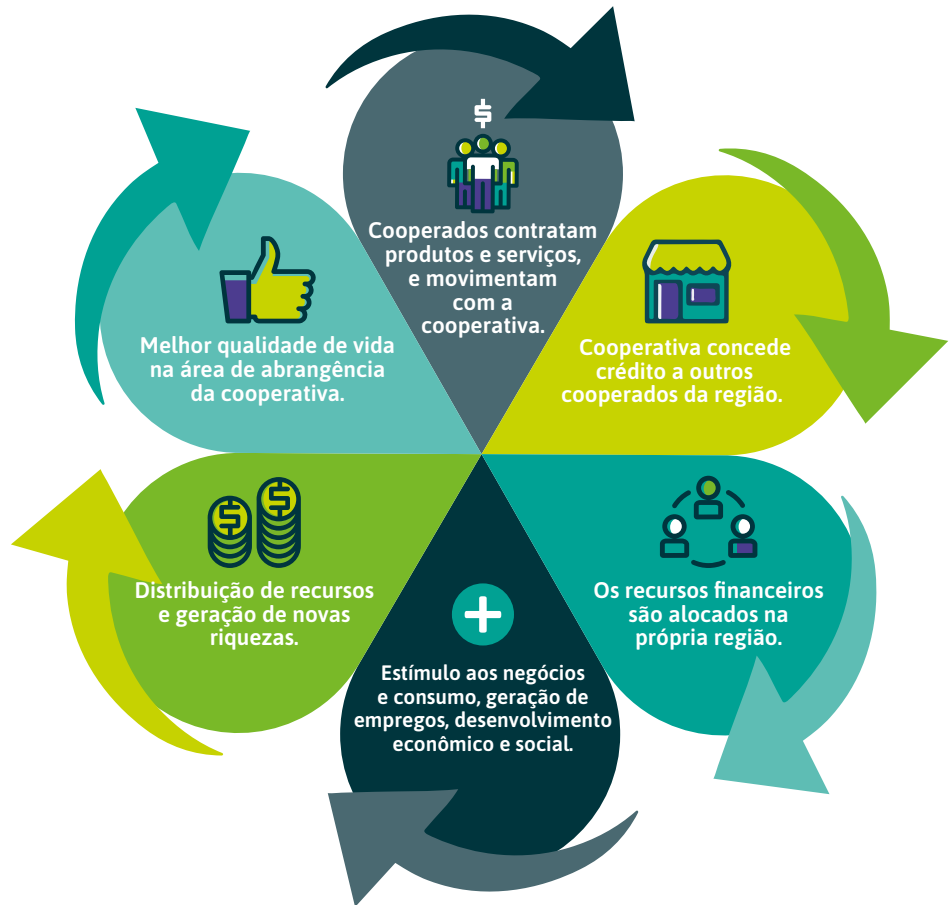 Cooperados contratam
produtos e serviços,
e movimentam
com a
cooperativa.
Cooperativa concede
crédito a outros
cooperados da região.
Os recursos financeiros
são alocados na
própria região.
Estímulo aos negócios
e consumo, geração de
empregos, desenvolvimento
econômico e social.
Distribuição de recursos
e geração de novas
riquezas.
Melhor qualidade de vida
na área de abrangência
da cooperativa.